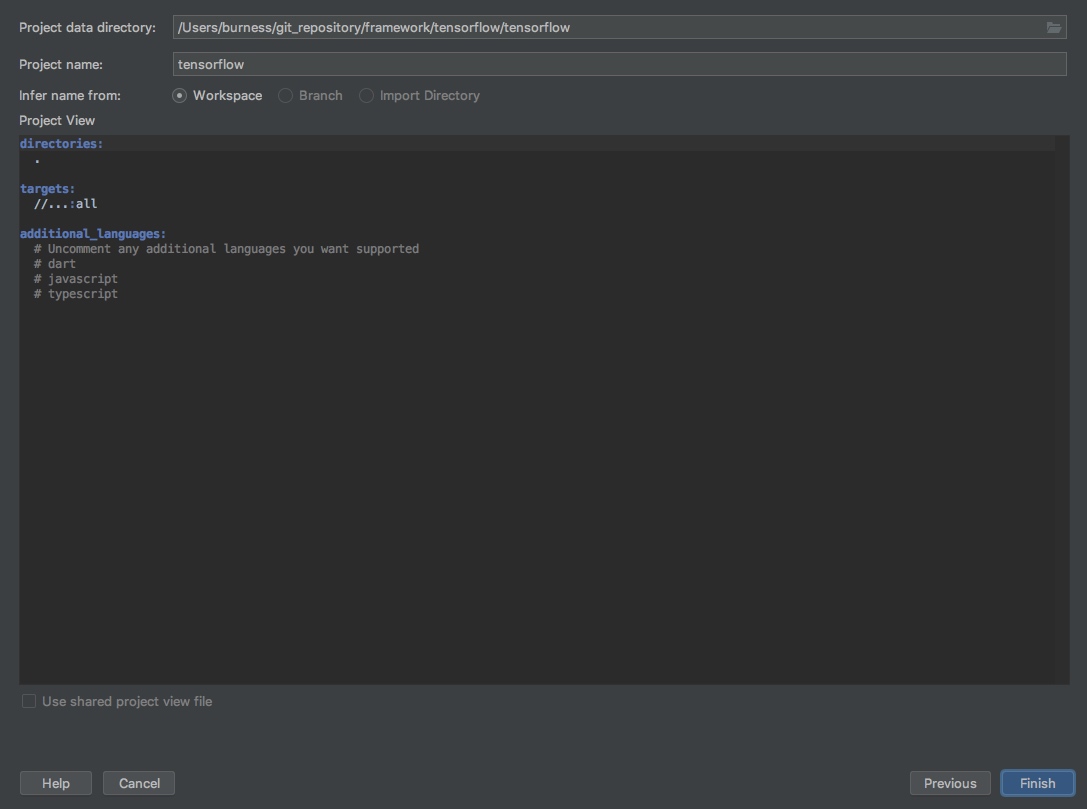 Project data directory: /Users/burness/git_repository/framework/tensorflow/tensorflow
Project name: tensorflow
Infer name from: Workspace Branch Import Directory
Project View
directories:
  .
targets:
  //...:all
additional_languages:
  # Uncomment any additional languages you want supported
  # dart
  # javascript
  # typescript
Use shared project view file
Help Cancel Previous Finish